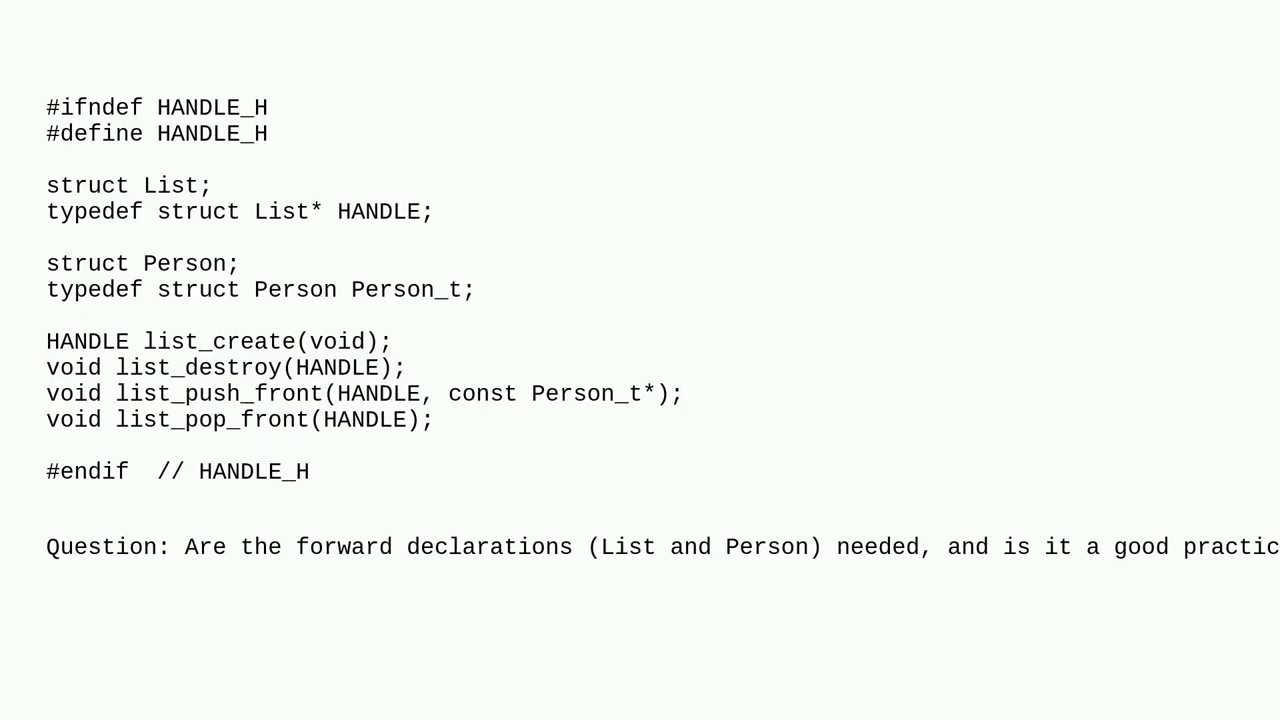 #ifndef HANDLE_H
#define HANDLE_H
struct List;
typedef struct List* HANDLE;
struct Person;
typedef struct Person Person_t;
HANDLE list_create(void);
void list_destroy(HANDLE);
void list_push_front(HANDLE, const Person_t*);
void list_pop_front(HANDLE);
#endif  // HANDLE_H
Question: Are the forward declarations (List and Person) needed, and is it a good practic